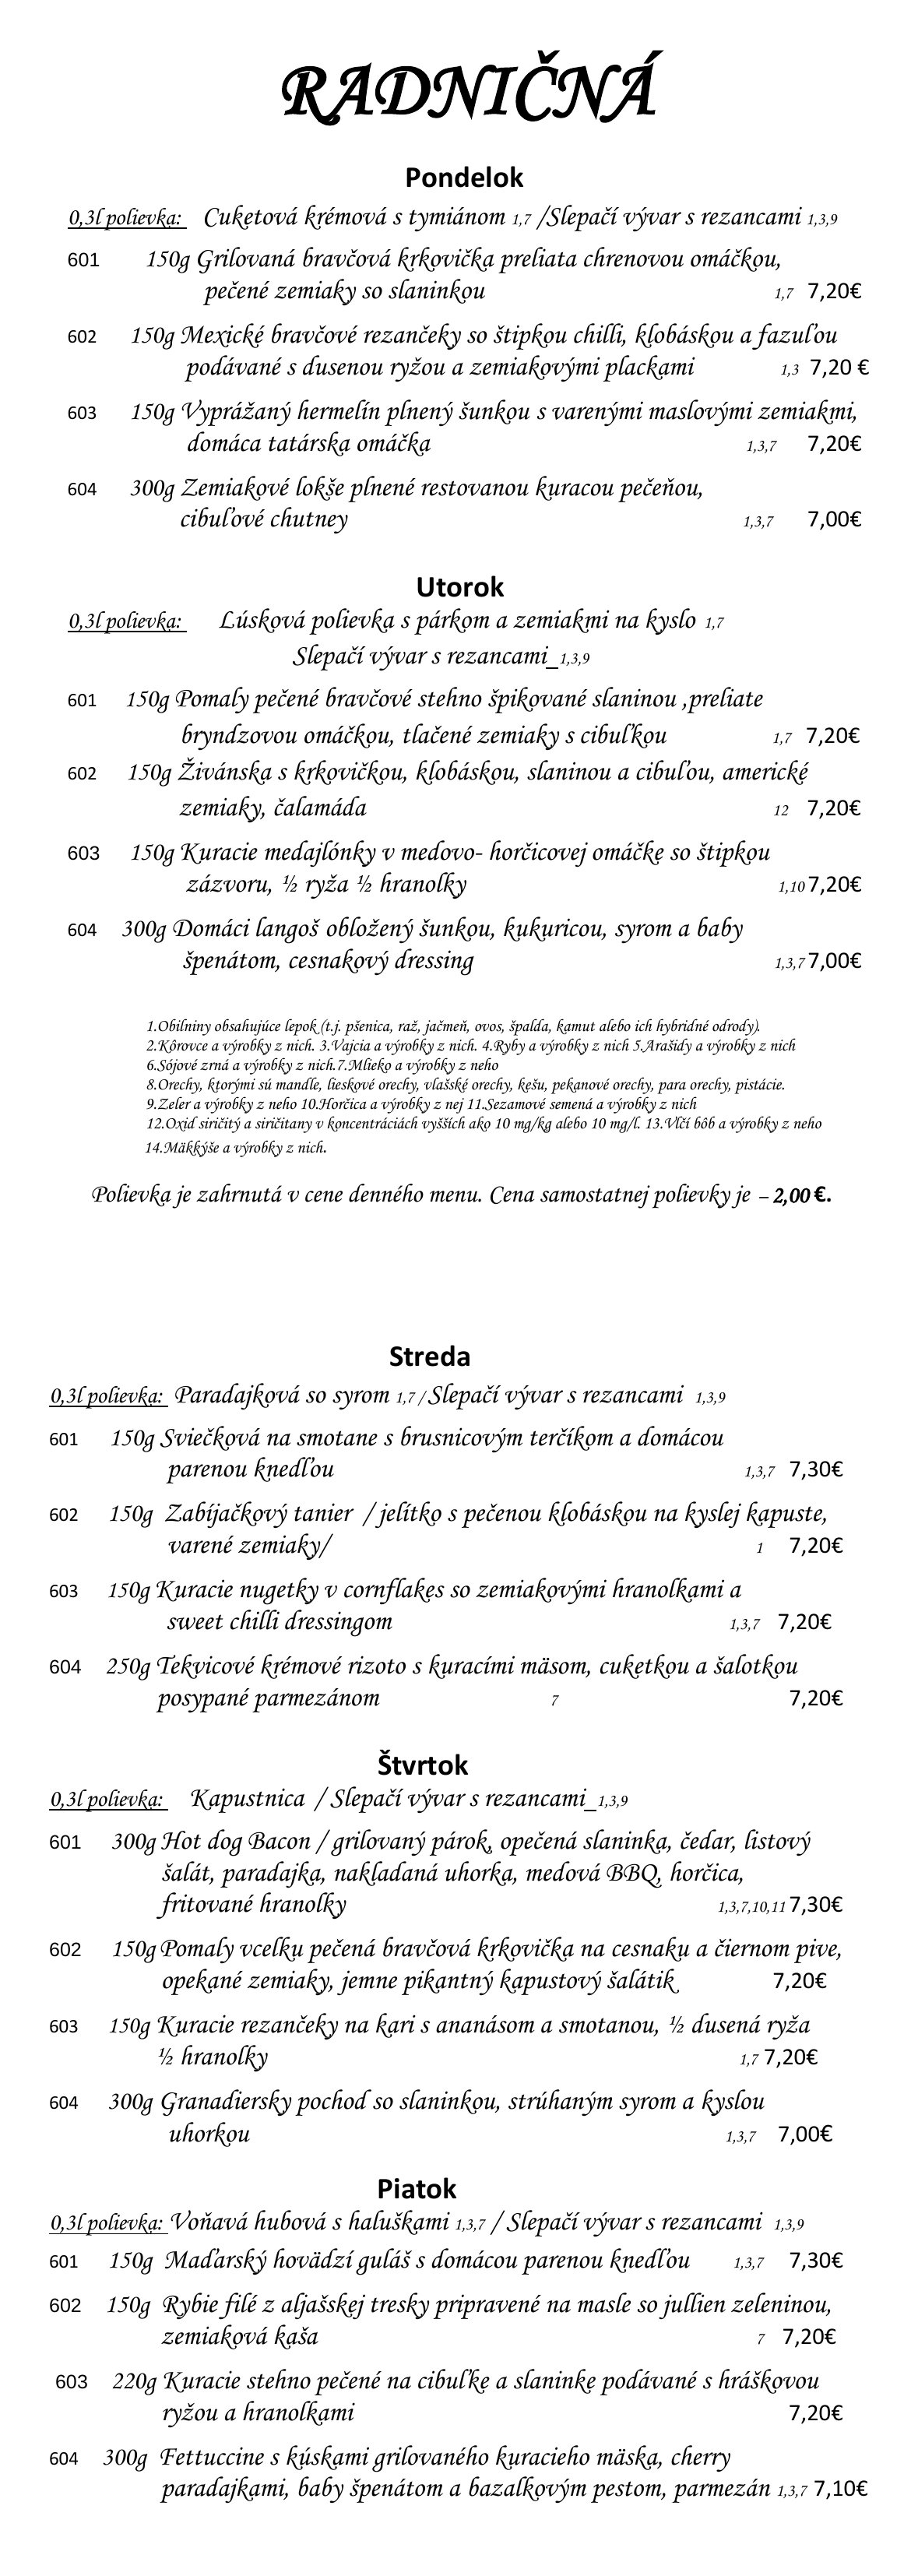 RADNIČNÁ
Pondelok
0,3l polievka: Cuketová krémová s tymiánom 1,7 /Slepačí vývar s rezancami 1,3,9
601 150g Grilovaná bravčová krkovička preliata chrenovou omáčkou,
pečené zemiaky so slaninkou 1,7 7,20€
602 150g Mexické bravčové rezančeky so štipkou chilli, klobáskou a fazuľou
podávané s dusenou ryžou a zemiakovými plackami 1,3 7,20 €
603 150g Vyprážaný hermelín plnený šunkou s varenými maslovými zemiakmi,
domáca tatárska omáčka 1,3,7 7,20€
604 300g Zemiakové lokše plnené restovanou kuracou pečeňou,
cibuľové chutney 1,3,7 7,00€
Utorok
0,3l polievka: Lúsková polievka s párkom a zemiakmi na kyslo 1,7
Slepačí vývar s rezancami_1,3,9
601 150g Pomaly pečené bravčové stehno špikované slaninou ,preliate
bryndzovou omáčkou, tlačené zemiaky s cibuľkou 1,7 7,20€
602 150g Živánska s krkovičkou, klobáskou, slaninou a cibuľou, americké
zemiaky, čalamáda 12 7,20€
603 150g Kuracie medajlónky v medovo- horčicovej omáčke so štipkou
zázvoru, ½ ryža ½ hranolky 1,10 7,20€
604 300g Domáci langoš obložený šunkou, kukuricou, syrom a baby
špenátom, cesnakový dressing 1,3,7 7,00€
1.Obilniny obsahujúce lepok (t.j. pšenica, raž, jačmeň, ovos, špalda, kamut alebo ich hybridné odrody).
2.Kôrovce a výrobky z nich. 3.Vajcia a výrobky z nich. 4.Ryby a výrobky z nich 5.Arašidy a výrobky z nich
6.Sójové zrná a výrobky z nich.7.Mlieko a výrobky z neho
8.Orechy, ktorými sú mandle, lieskové orechy, vlašské orechy, kešu, pekanové orechy, para orechy, pistácie.
9.Zeler a výrobky z neho 10.Horčica a výrobky z nej 11.Sezamové semená a výrobky z nich
12.Oxid siričitý a siričitany v koncentráciách vyšších ako 10 mg/kg alebo 10 mg/l. 13.Vlčí bôb a výrobky z neho
14.Mäkkýše a výrobky z nich.
Polievka je zahrnutá v cene denného menu. Cena samostatnej polievky je – 2,00 €.
Streda
0,3l polievka: Paradajková so syrom 1,7 / Slepačí vývar s rezancami 1,3,9
601 150g Sviečková na smotane s brusnicovým terčíkom a domácou
parenou knedľou 1,3,7 7,30€
602 150g Zabíjačkový tanier / jelítko s pečenou klobáskou na kyslej kapuste,
varené zemiaky/ 1 7,20€
603 150g Kuracie nugetky v cornflakes so zemiakovými hranolkami a
sweet chilli dressingom 1,3,7 7,20€
604 250g Tekvicové krémové rizoto s kuracími mäsom, cuketkou a šalotkou
posypané parmezánom 7 7,20€
Štvrtok
0,3l polievka: Kapustnica / Slepačí vývar s rezancami_1,3,9
601 300g Hot dog Bacon / grilovaný párok, opečená slaninka, čedar, listový
šalát, paradajka, nakladaná uhorka, medová BBQ, horčica,
fritované hranolky 1,3,7,10,11 7,30€
602 150g Pomaly vcelku pečená bravčová krkovička na cesnaku a čiernom pive,
opekané zemiaky, jemne pikantný kapustový šalátik 7,20€
603 150g Kuracie rezančeky na kari s ananásom a smotanou, ½ dusená ryža
½ hranolky 1,7 7,20€
604 300g Granadiersky pochod so slaninkou, strúhaným syrom a kyslou
uhorkou 1,3,7 7,00€
Piatok
0,3l polievka: Voňavá hubová s haluškami 1,3,7 / Slepačí vývar s rezancami 1,3,9
601 150g Maďarský hovädzí guláš s domácou parenou knedľou 1,3,7 7,30€
602 150g Rybie filé z aljašskej tresky pripravené na masle so jullien zeleninou,
zemiaková kaša 7 7,20€
603 220g Kuracie stehno pečené na cibuľke a slaninke podávané s hráškovou
ryžou a hranolkami 7,20€
604 300g Fettuccine s kúskami grilovaného kuracieho mäska, cherry
paradajkami, baby špenátom a bazalkovým pestom, parmezán 1,3,7 7,10€